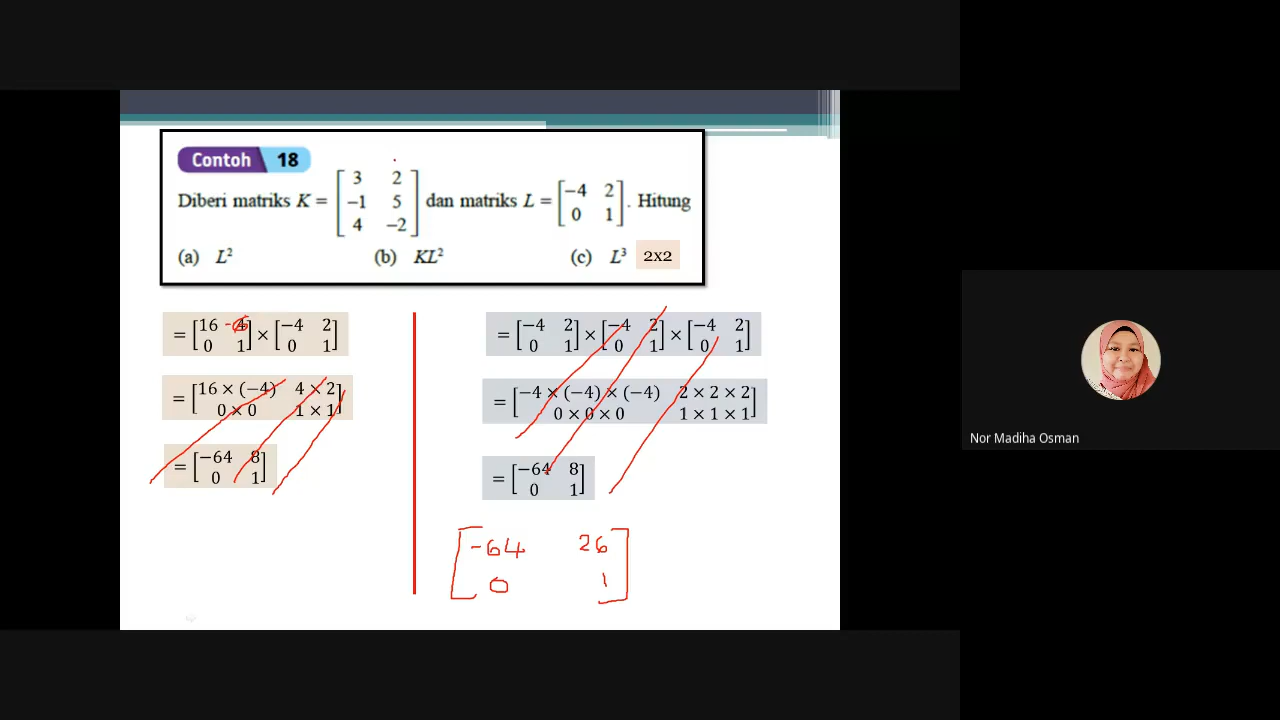 Contoh 18
Diberi matriks K = [3 2; −1 5; 4 −2] dan matriks L = [−4 2; 0 1]. Hitung
(a) L² (b) KL² (c) L³ 2x2
= [16 -6; 0 1] × [−4 2; 0 1]
= [16 × (−4) 4 × 2; 0 × 0 1 × 1]
= [−64 8; 0 1]
= [−4 2; 0 1] × [−4 2; 0 1] × [−4 2; 0 1]
= [−4 × (−4) × (−4) 2 × 2 × 2; 0 × 0 × 0 1 × 1 × 1]
= [−64 8; 0 1]
[-64 26; 0 1]
Nor Madiha Osman